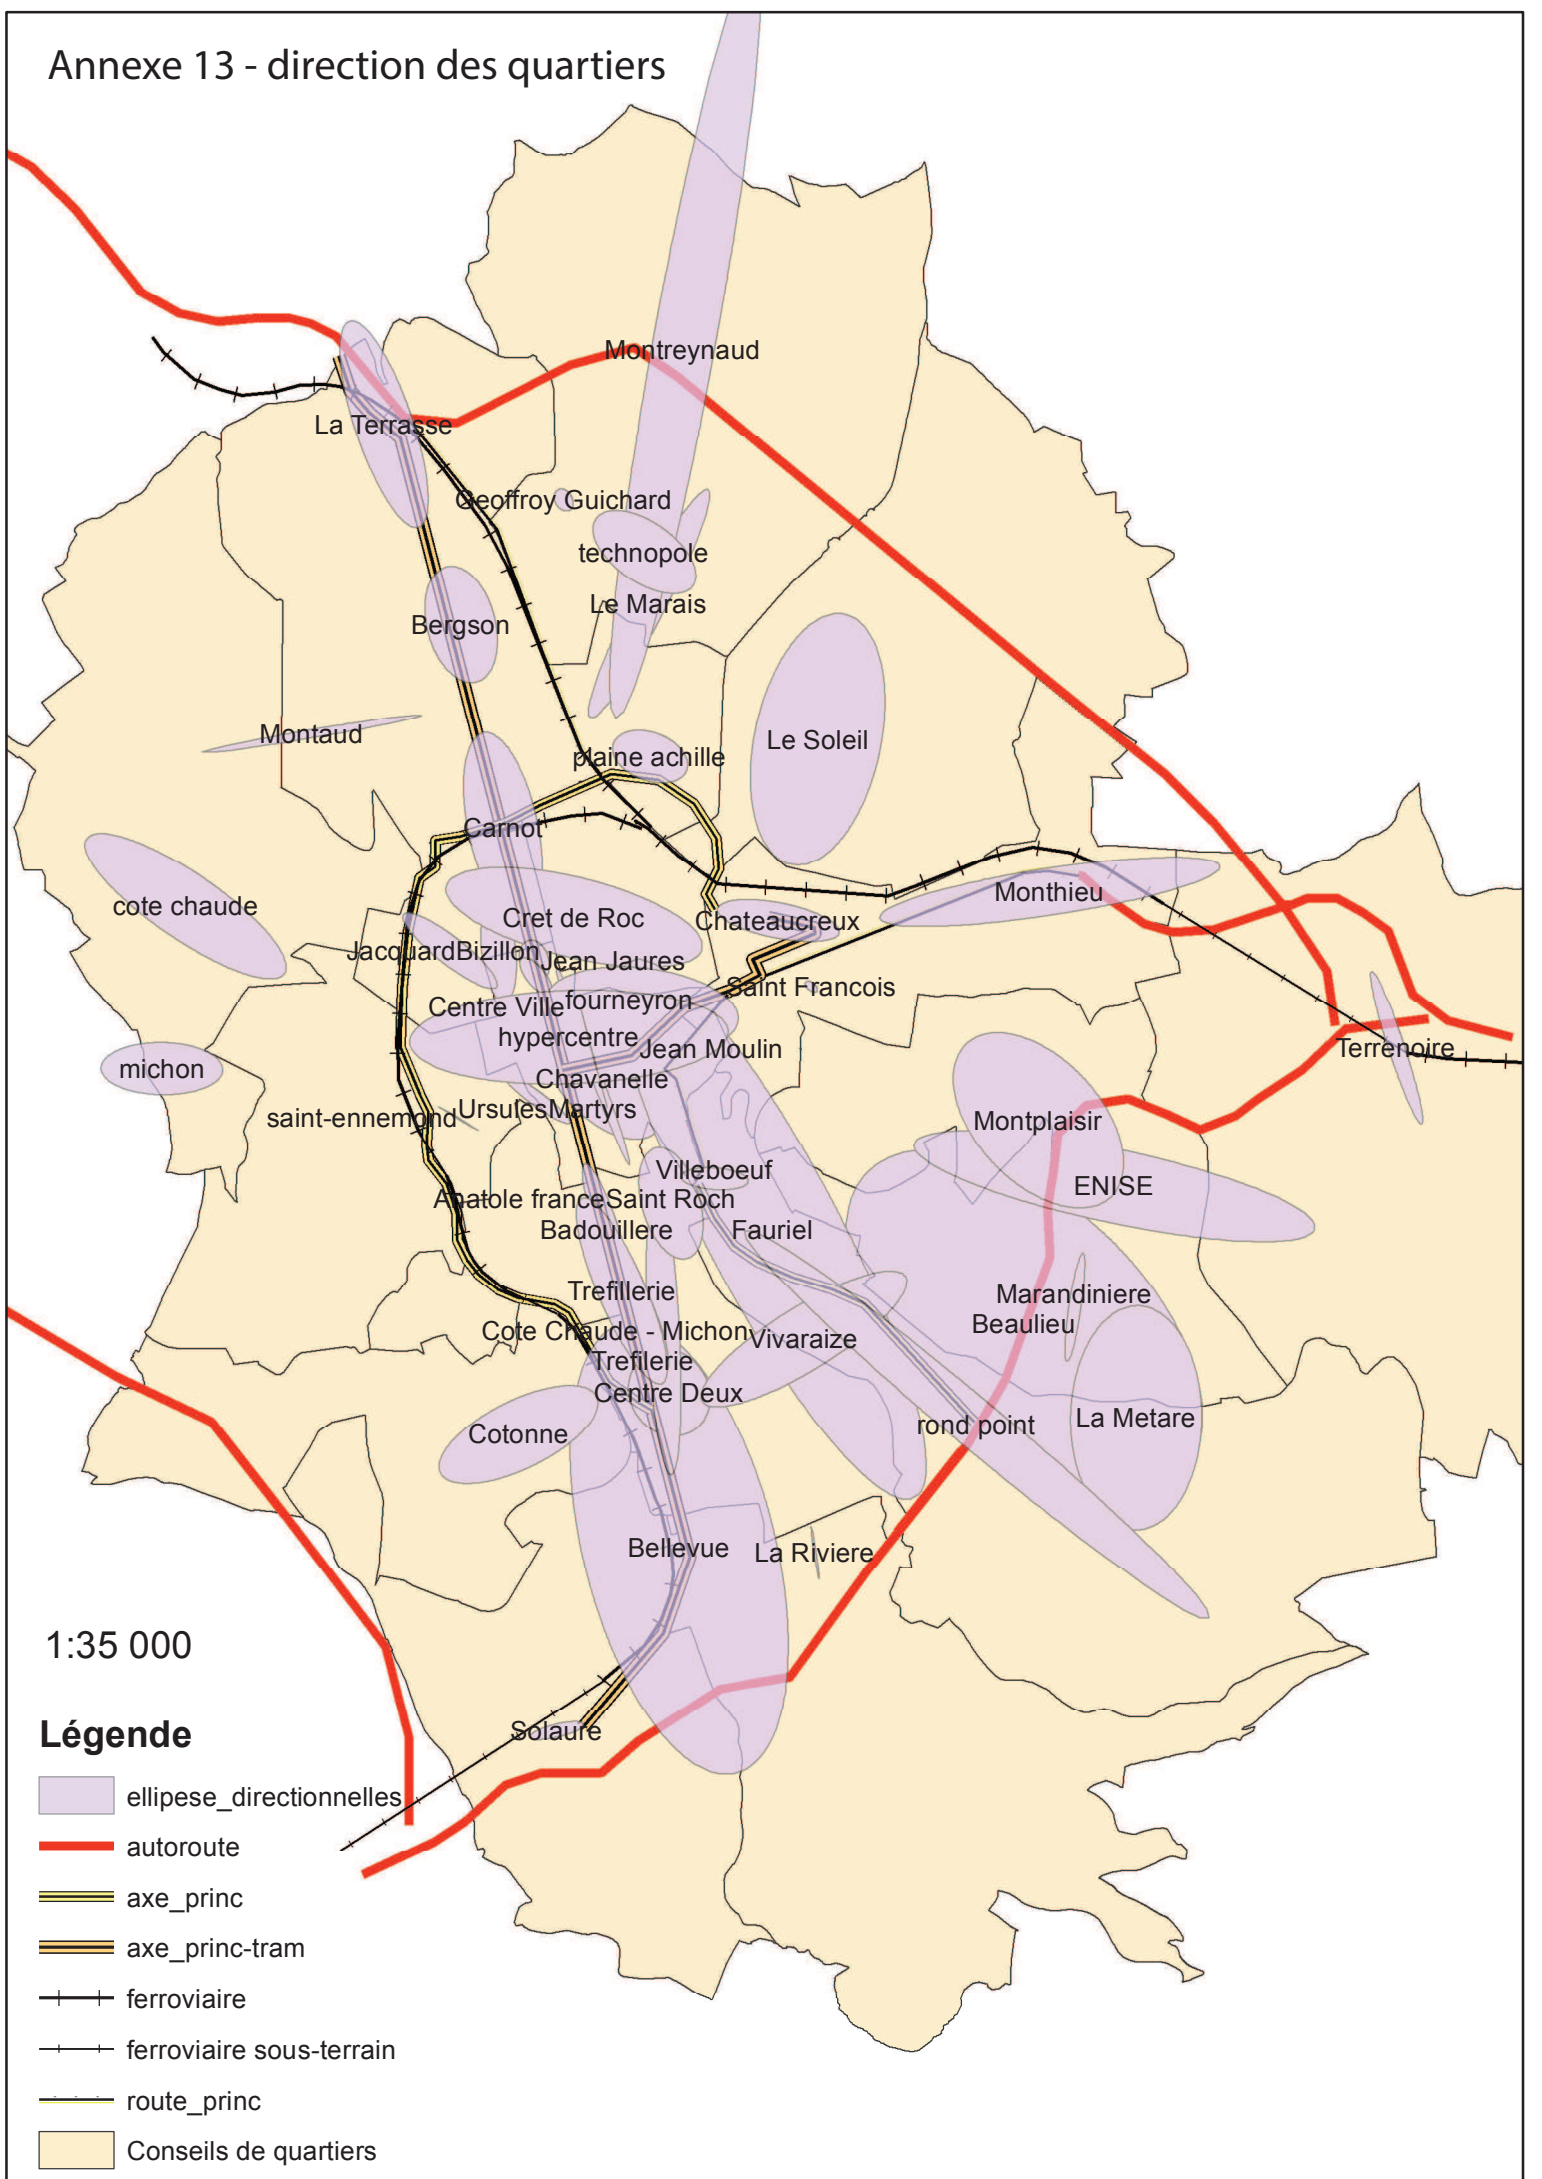 Annexe 13 - direction des quartiers
Montreynaud
La Terrasse
Geoffroy Guichard
technopole
Le Marais
Bergson
Montaud
Le Soleil
plaine achille
Carnot
Monthieu
cote chaude
Cret de Roc
Chateaucreux
JacquardBizillon
Jean Jaures
Saint Francois
Centre Ville
fourneyron
hypercentre
Jean Moulin
Terrenoire
michon
Chavanelle
saint-ennemond
UrsulesMartyrs
Montplaisir
Villeboeuf
ENISE
Anatole franceSaint Roch
Badouillere
Fauriel
Trefillerie
Marandiniere
Beaulieu
Cote Chaude - Michon
Vivaraize
Trefilerie
Centre Deux
La Metare
rond point
Cotonne
Bellevue
La Riviere
1:35 000
Solaure
Légende
ellipese_directionnelles
autoroute
axe_princ
axe_princ-tram
ferroviaire
ferroviaire sous-terrain
route_princ
Conseils de quartiers